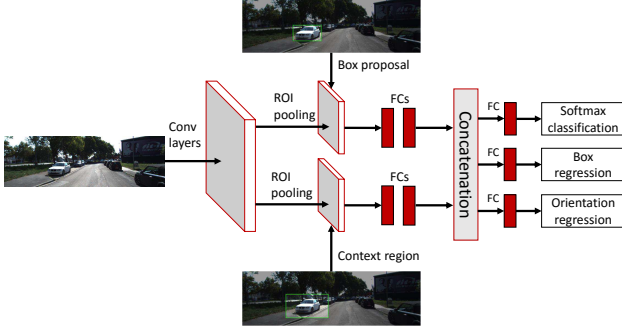 Box proposal
ROI
pooling
FCs
FC
Softmax
classification
Conv
layers
Concatenation
FC
Box
regression
ROI
pooling
FCs
FC
Orientation
regression
Context region